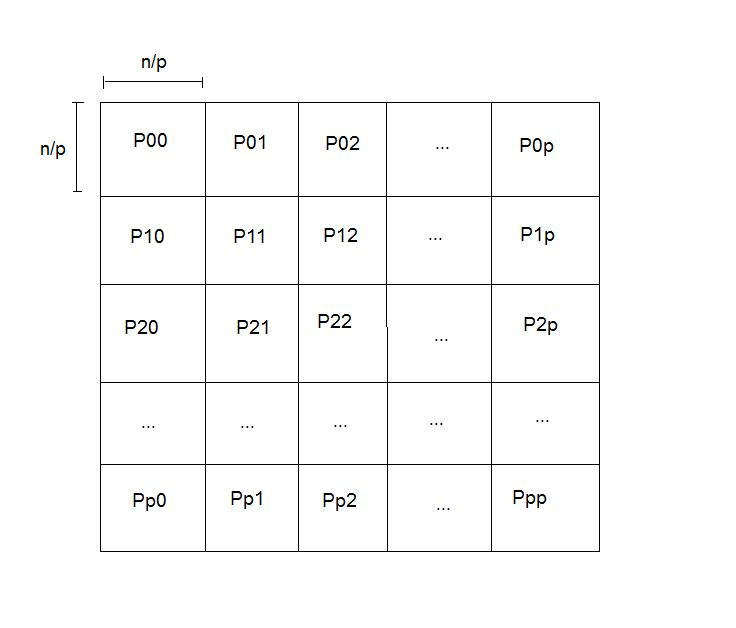 n/p
n/p
P00 P01 P02 ... P0p
P10 P11 P12 ... P1p
P20 P21 P22 ... P2p
... ... ... ... ...
Pp0 Pp1 Pp2 ... Ppp